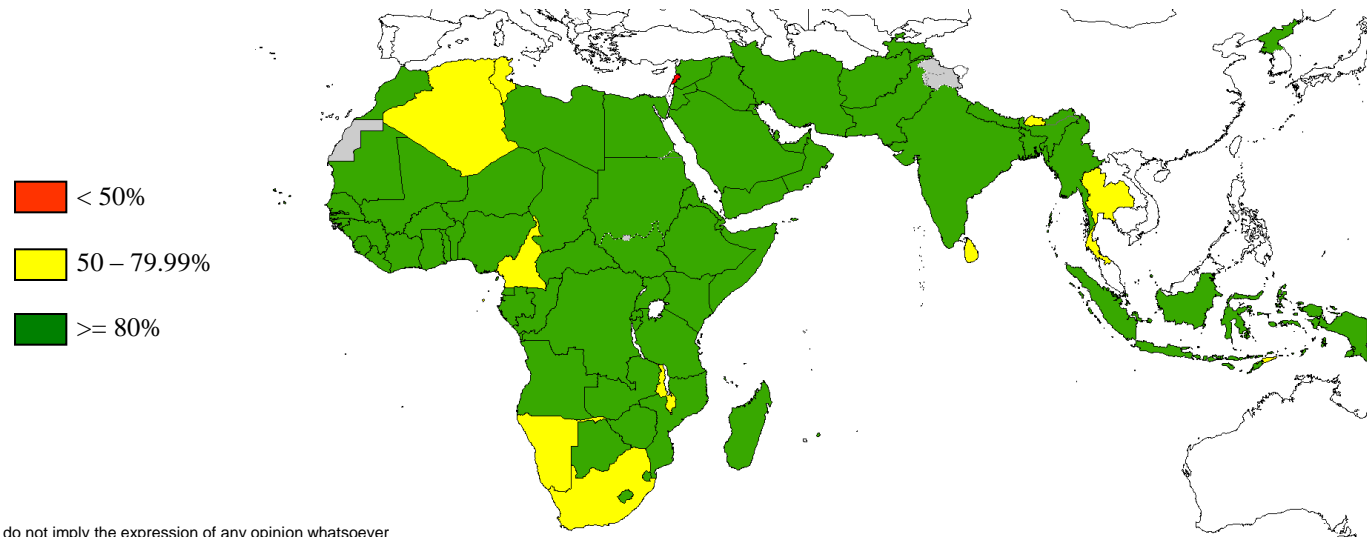 < 50%
50 – 79.99%
>= 80%
do not imply the expression of any opinion whatsoever